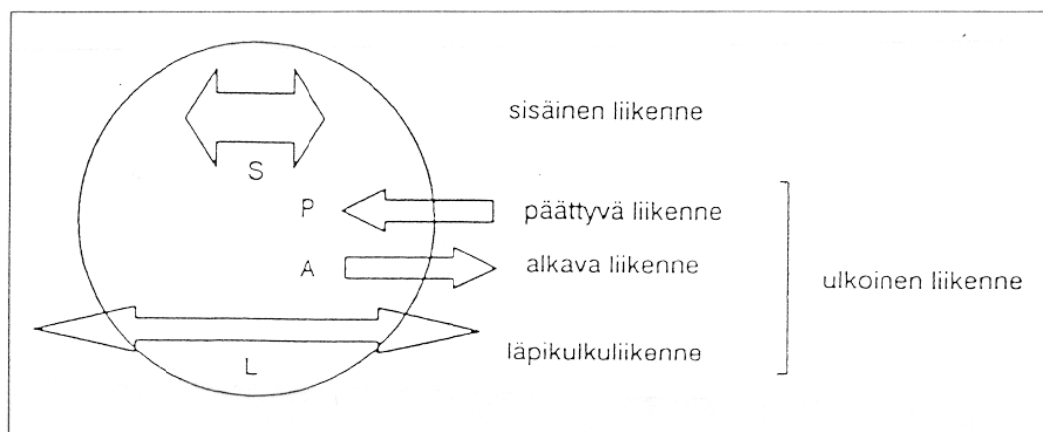 sisäinen liikenne
S
P
päättyvä liikenne
A
alkava liikenne
ulkoinen liikenne
läpikulkuliikenne
L